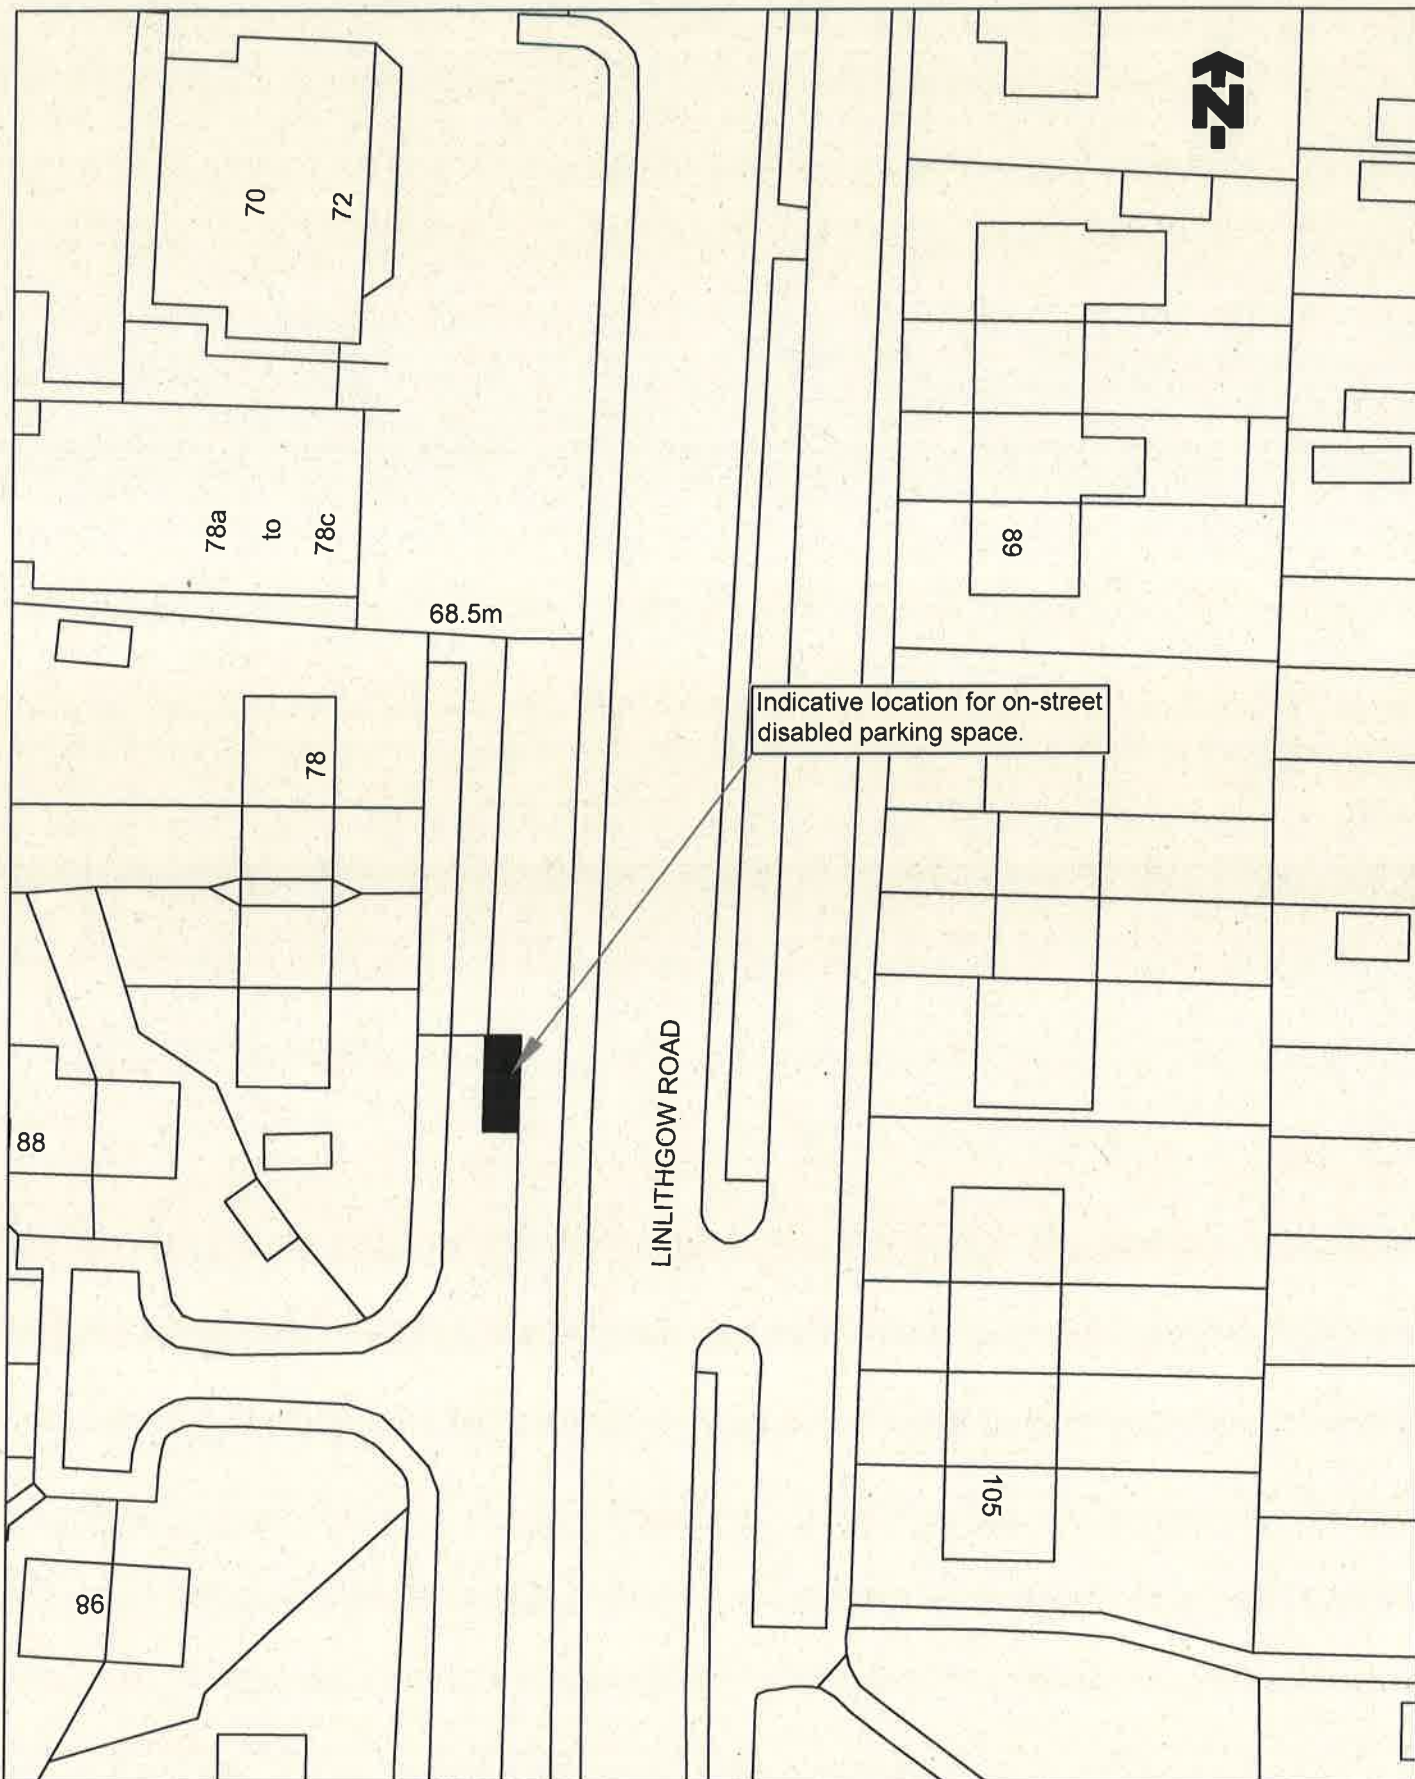 N
70
72
78a
to
78c
89
68.5m
Indicative location for on-street
disabled parking space.
78
LINLITHGOW ROAD
88
105
98